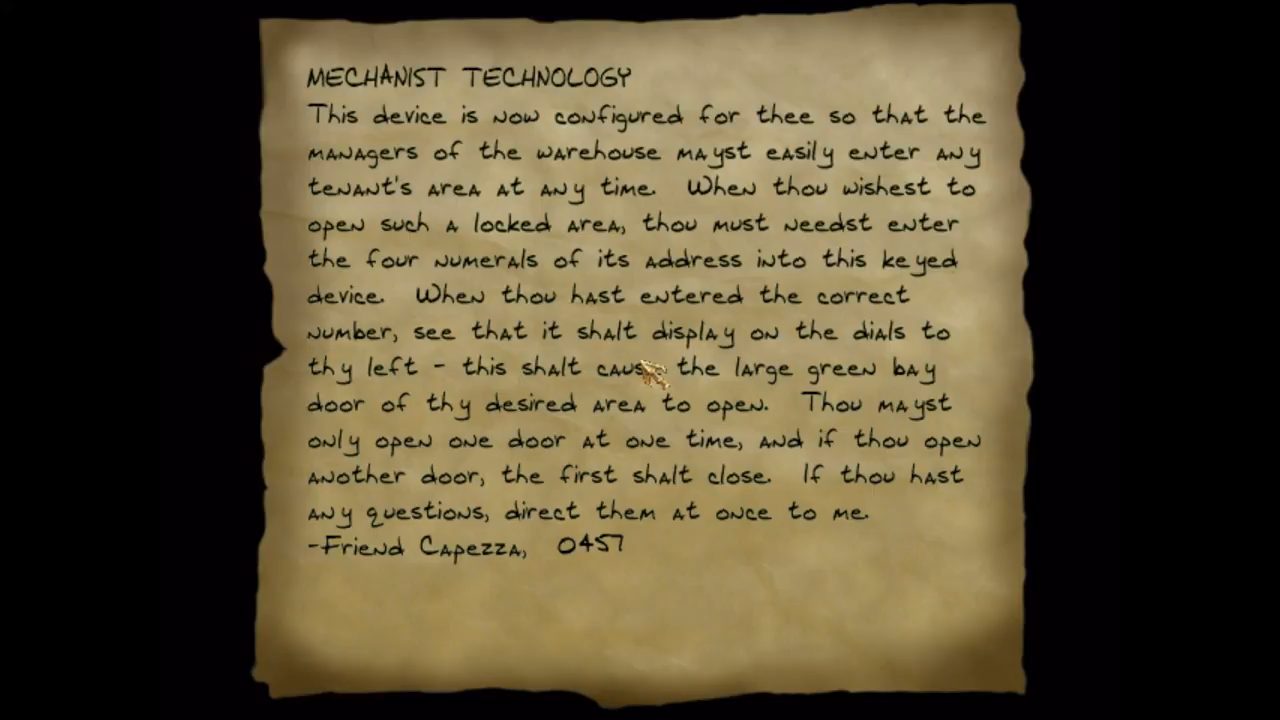 MECHANIST TECHNOLOGY
This device is now configured for thee so that the
managers of the warehouse mayst easily enter any
tenant's area at any time. When thou wishest to
open such a locked area, thou must needst enter
the four numerals of its address into this keyed
device. When thou hast entered the correct
number, see that it shalt display on the dials to
thy left - this shalt cause the large green bay
door of thy desired area to open. Thou mayst
only open one door at one time, and if thou open
another door, the first shalt close. If thou hast
any questions, direct them at once to me.
-Friend Capezza, 0457